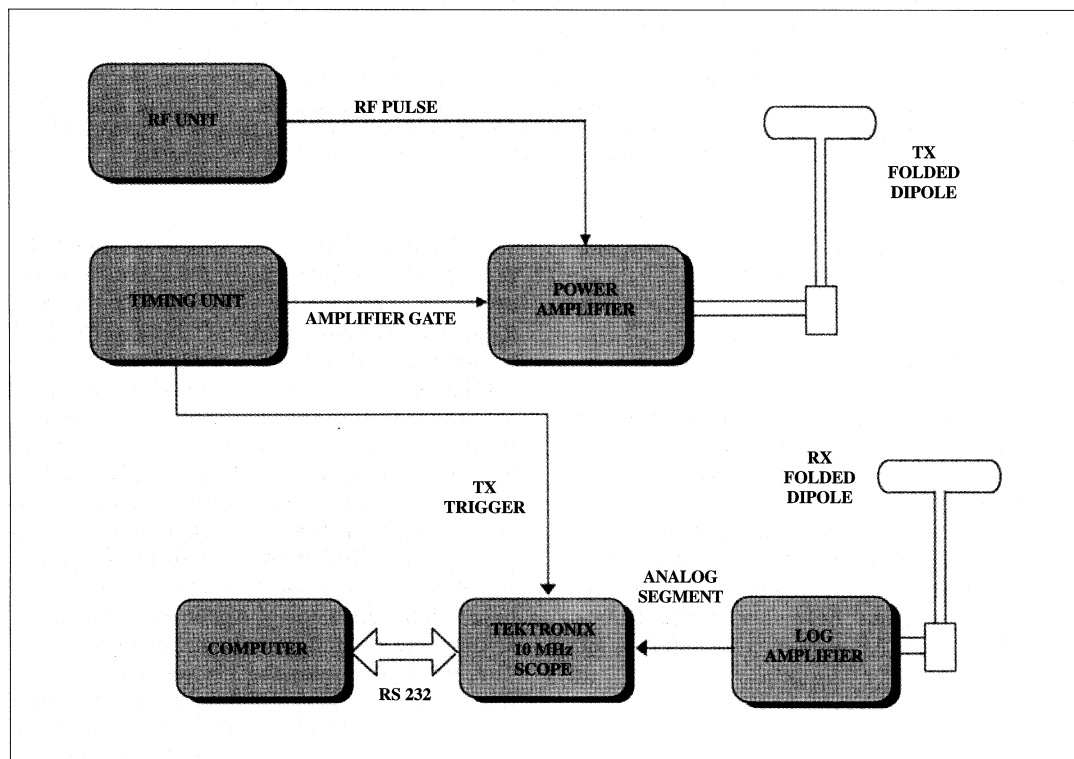 RF UNIT
RF PULSE
TX
FOLDED
DIPOLE
TIMING UNIT
AMPLIFIER GATE
POWER
AMPLIFIER
TX
TRIGGER
RX
FOLDED
DIPOLE
COMPUTER
RS 232
TEKTRONIX
10 MHz
SCOPE
ANALOG
SEGMENT
LOG
AMPLIFIER